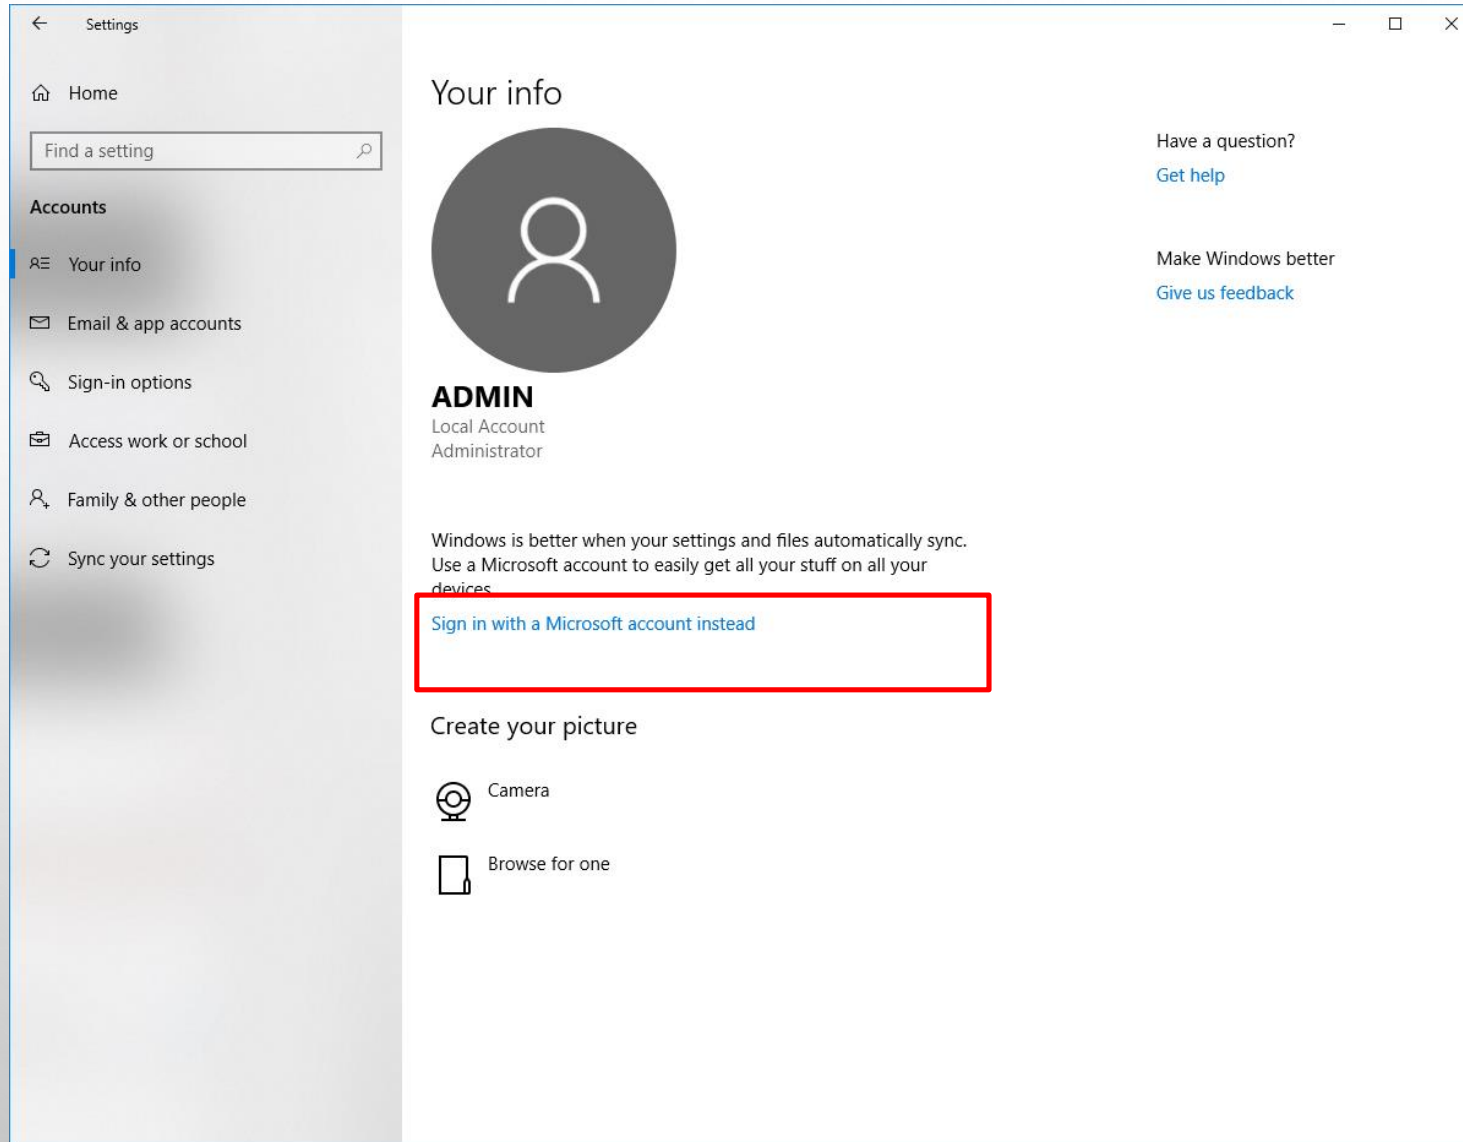 Settings
Home
Find a setting
Accounts
Your info
Email & app accounts
Sign-in options
Access work or school
Family & other people
Sync your settings
Your info
ADMIN
Local Account
Administrator
Windows is better when your settings and files automatically sync.
Use a Microsoft account to easily get all your stuff on all your
devices
Sign in with a Microsoft account instead
Create your picture
Camera
Browse for one
Have a question?
Get help
Make Windows better
Give us feedback